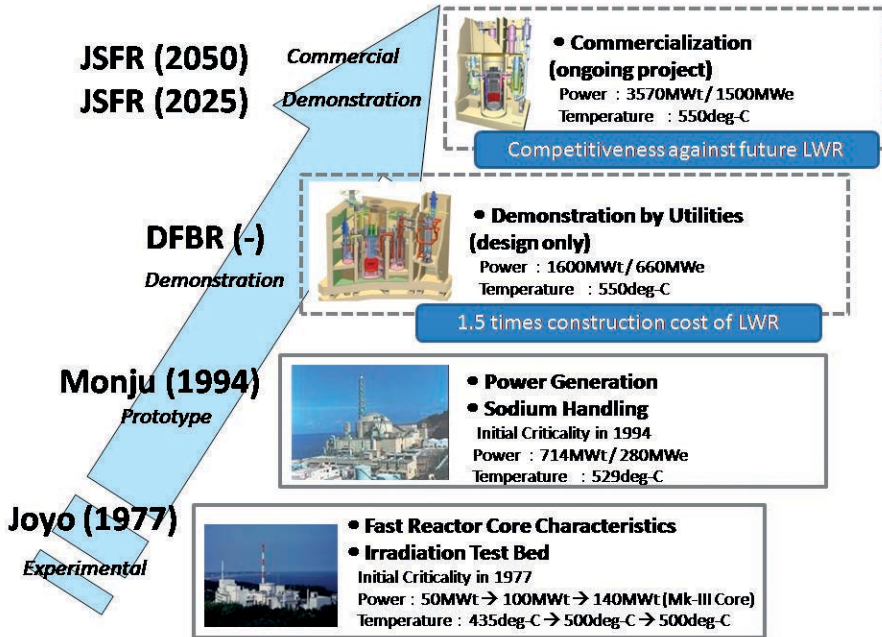 JSFR (2050) Commercial
JSFR (2025) Demonstration
• Commercialization
(ongoing project)
Power : 3570MWt/ 1500MWe
Temperature : 550deg-C
Competitiveness against future LWR
DFBR (-)
Demonstration
• Demonstration by Utilities
(design only)
Power : 1600MWt/ 660MWe
Temperature : 550deg-C
1.5 times construction cost of LWR
Monju (1994)
Prototype
• Power Generation
• Sodium Handling
Initial Criticality in 1994
Power : 714MWt/ 280MWe
Temperature : 529deg-C
Joyo (1977)
Experimental
• Fast Reactor Core Characteristics
• Irradiation Test Bed
Initial Criticality in 1977
Power : 50MWt → 100MWt → 140MWt (Mk-III Core)
Temperature : 435deg-C → 500deg-C → 500deg-C